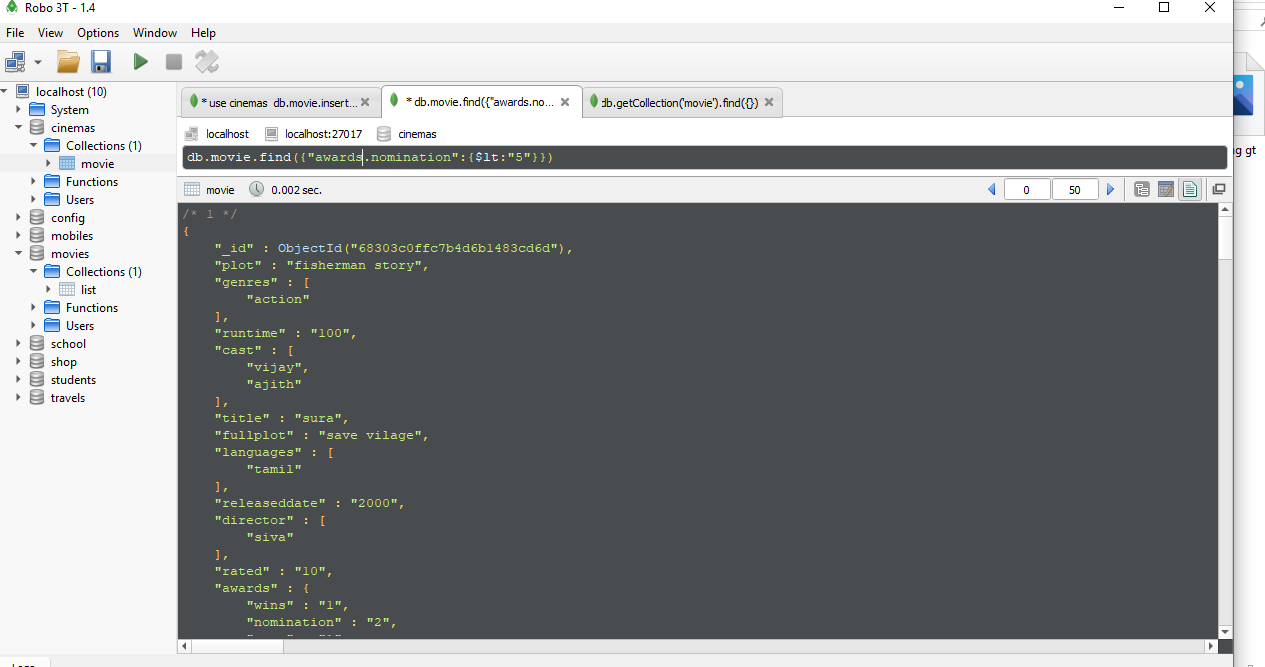 Robo 3T - 1.4
File View Options Window Help
localhost (10)
System
cinemas
Collections (1)
movie
Functions
Users
config
mobiles
movies
Collections (1)
list
Functions
Users
school
shop
students
travels
* use cinemas db.movie.insert...
* db.movie.find({"awards.no...
db.getCollection('movie').find({})
localhost localhost:27017 cinemas
db.movie.find({"awards.nomination":{$lt:"5"}})
movie 0.002 sec. 0 50
/* 1 */
{
"_id" : ObjectId("68303c0ffc7b4d6b1483cd6d"),
"plot" : "fisherman story",
"genres" : [
"action"
],
"runtime" : "100",
"cast" : [
"vijay",
"ajith"
],
"title" : "sura",
"fullplot" : "save vilage",
"languages" : [
"tamil"
],
"releaseddate" : "2000",
"director" : [
"siva"
],
"rated" : "10",
"awards" : {
"wins" : "1",
"nomination" : "2",
g gt